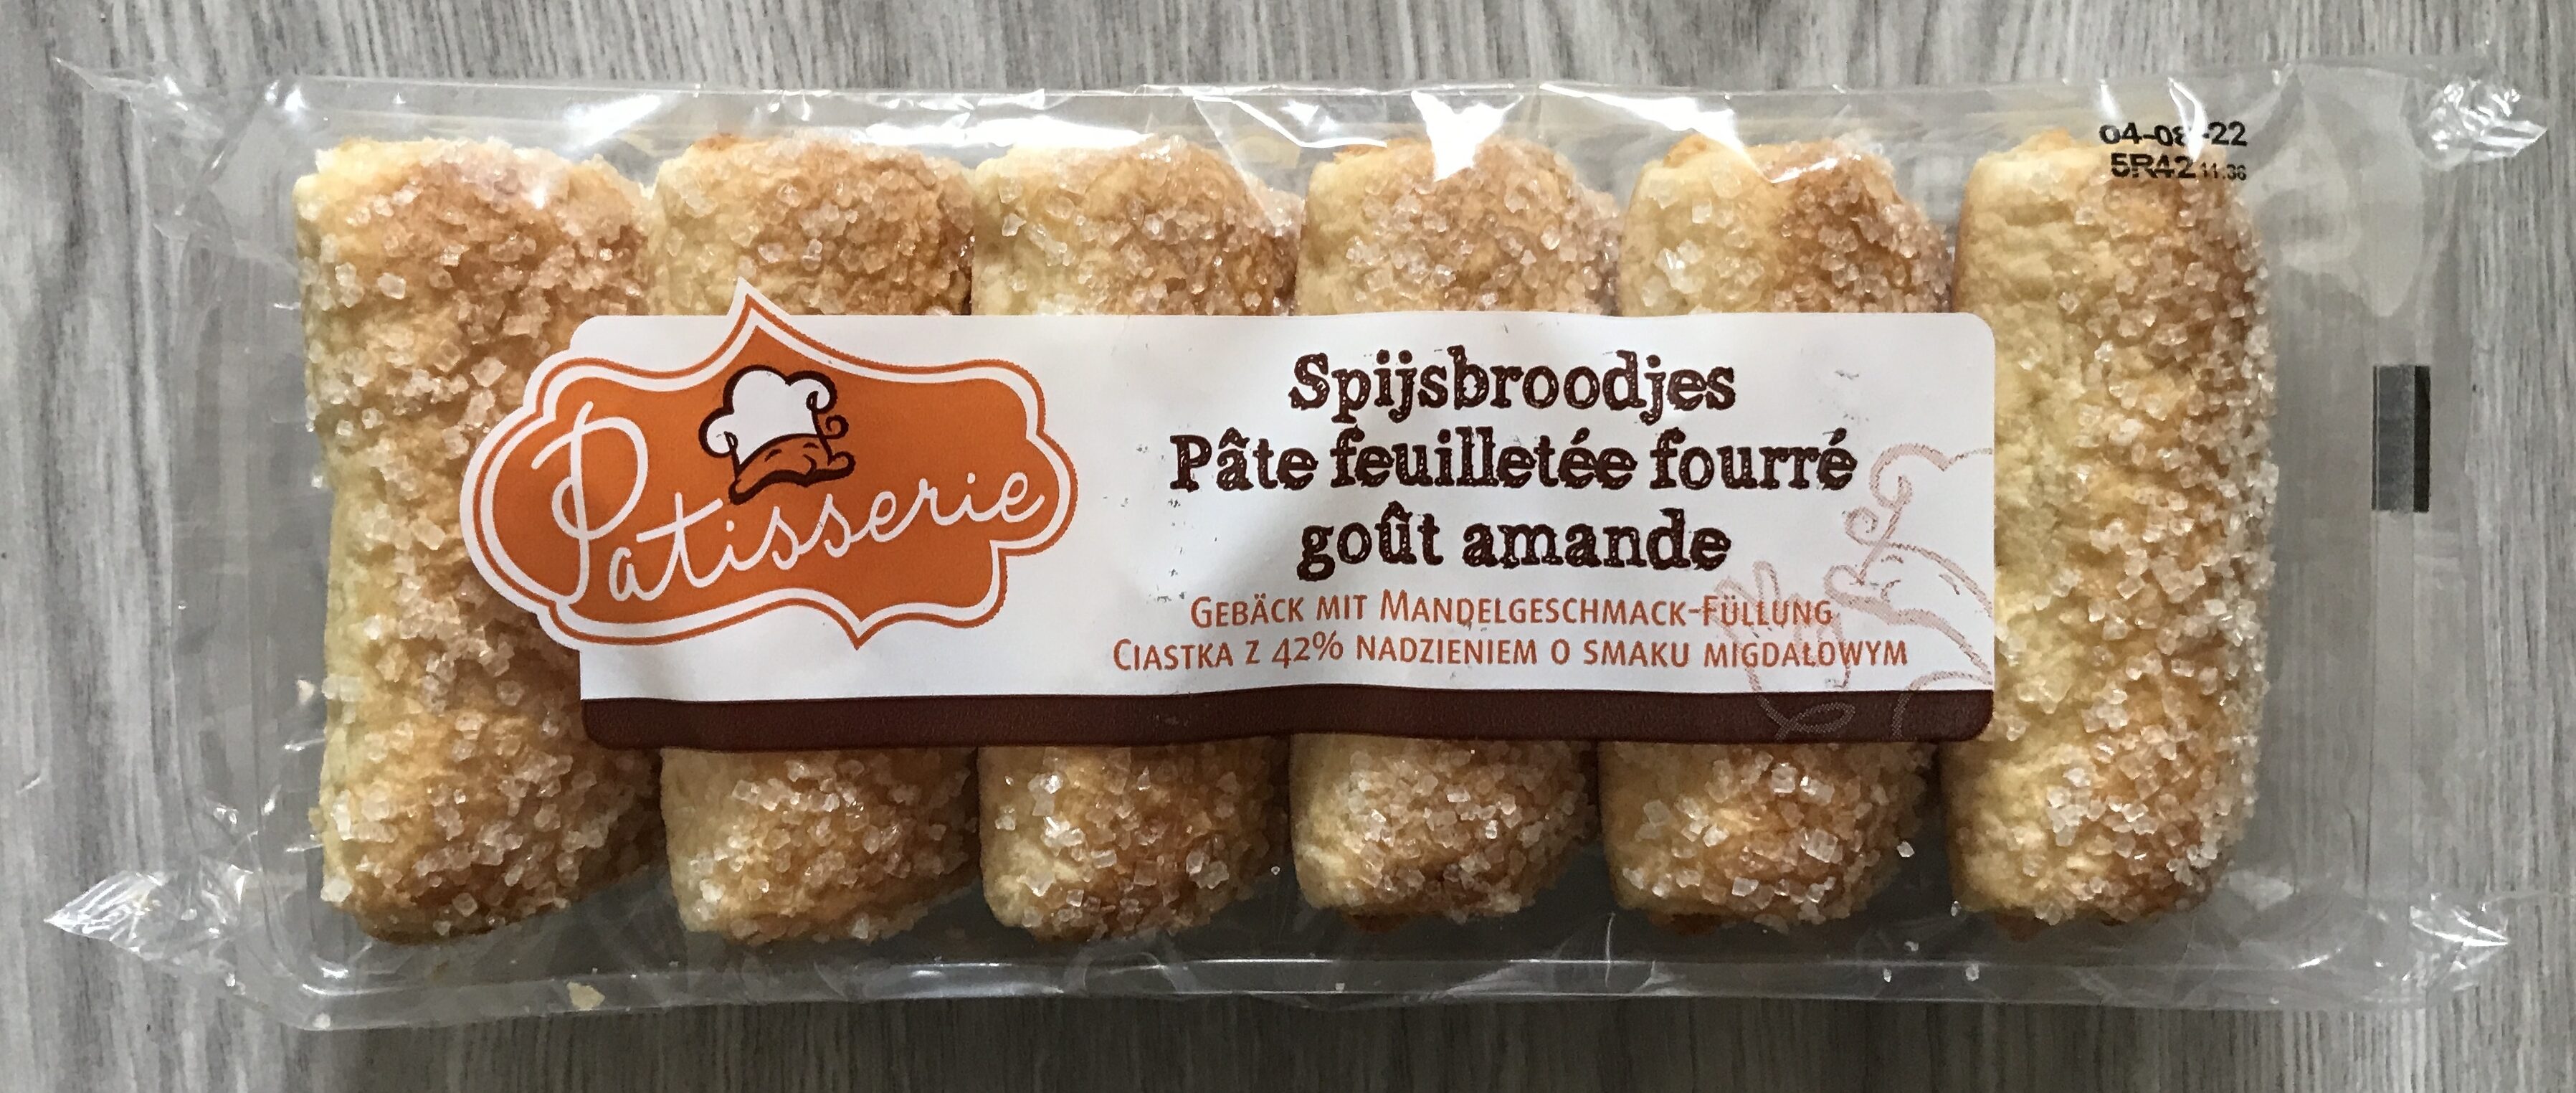 04-08-22
5R42 11:36
Patisserie
Spijsbroodjes
Pâte feuilletée fourré
goût amande
GEBÄCK MIT MANDELGESCHMACK-FÜLLUNG
CIASTKA Z 42% NADZIENIEM O SMAKU MIGDAŁOWYM